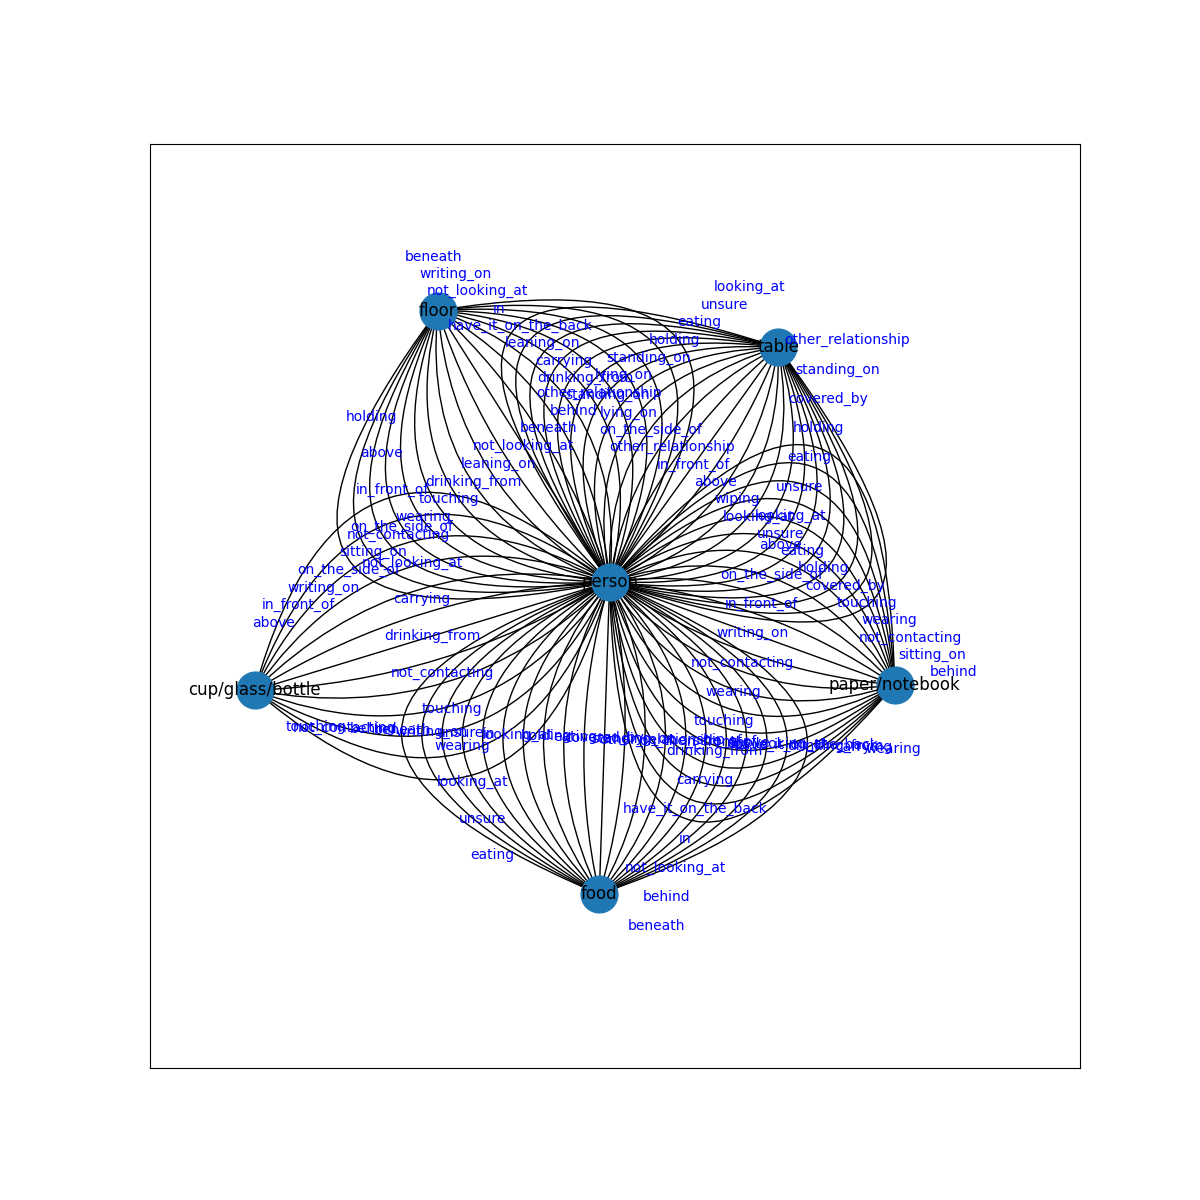 beneath
writing_on
not_looking_at
looking_at
unsure
in
floor
eating
have_it_on_the_back
holding
other_relationship
leaning_on
table
carrying
standing_on
standing_on
drinking_from
lying_on
other_relationship
standing_on
covered_by
holding
behind
lying_on
beneath
on_the_side_of
holding
above
not_looking_at
other_relationship
eating
leaning_on
in_front_of
in_front_of
drinking_from
above
unsure
touching
wiping
wearing
looking_at
looking_at
on_the_side_of
not_contacting
unsure
above
sitting_on
eating
on_the_side_of
not_looking_at
holding
person
on_the_side_of
writing_on
covered_by
in_front_of
carrying
in_front_of
touching
above
wearing
drinking_from
writing_on
not_contacting
sitting_on
not_contacting
not_contacting
behind
cup/glass/bottle
wearing
paper/notebook
touching
touching
touching
not_contacting
behind
wearing
looking_at
drinking_from
wearing
looking_at
carrying
unsure
have_it_on_the_back
in
eating
not_looking_at
food
behind
beneath